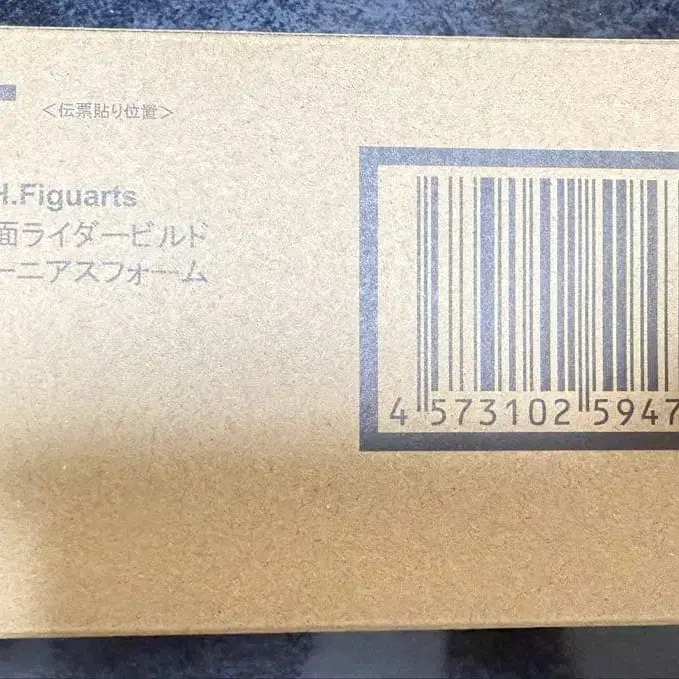 <伝票貼り位置>
H.Figuarts
面ライダービルド
ーニアスフォーム
4 573102 5947